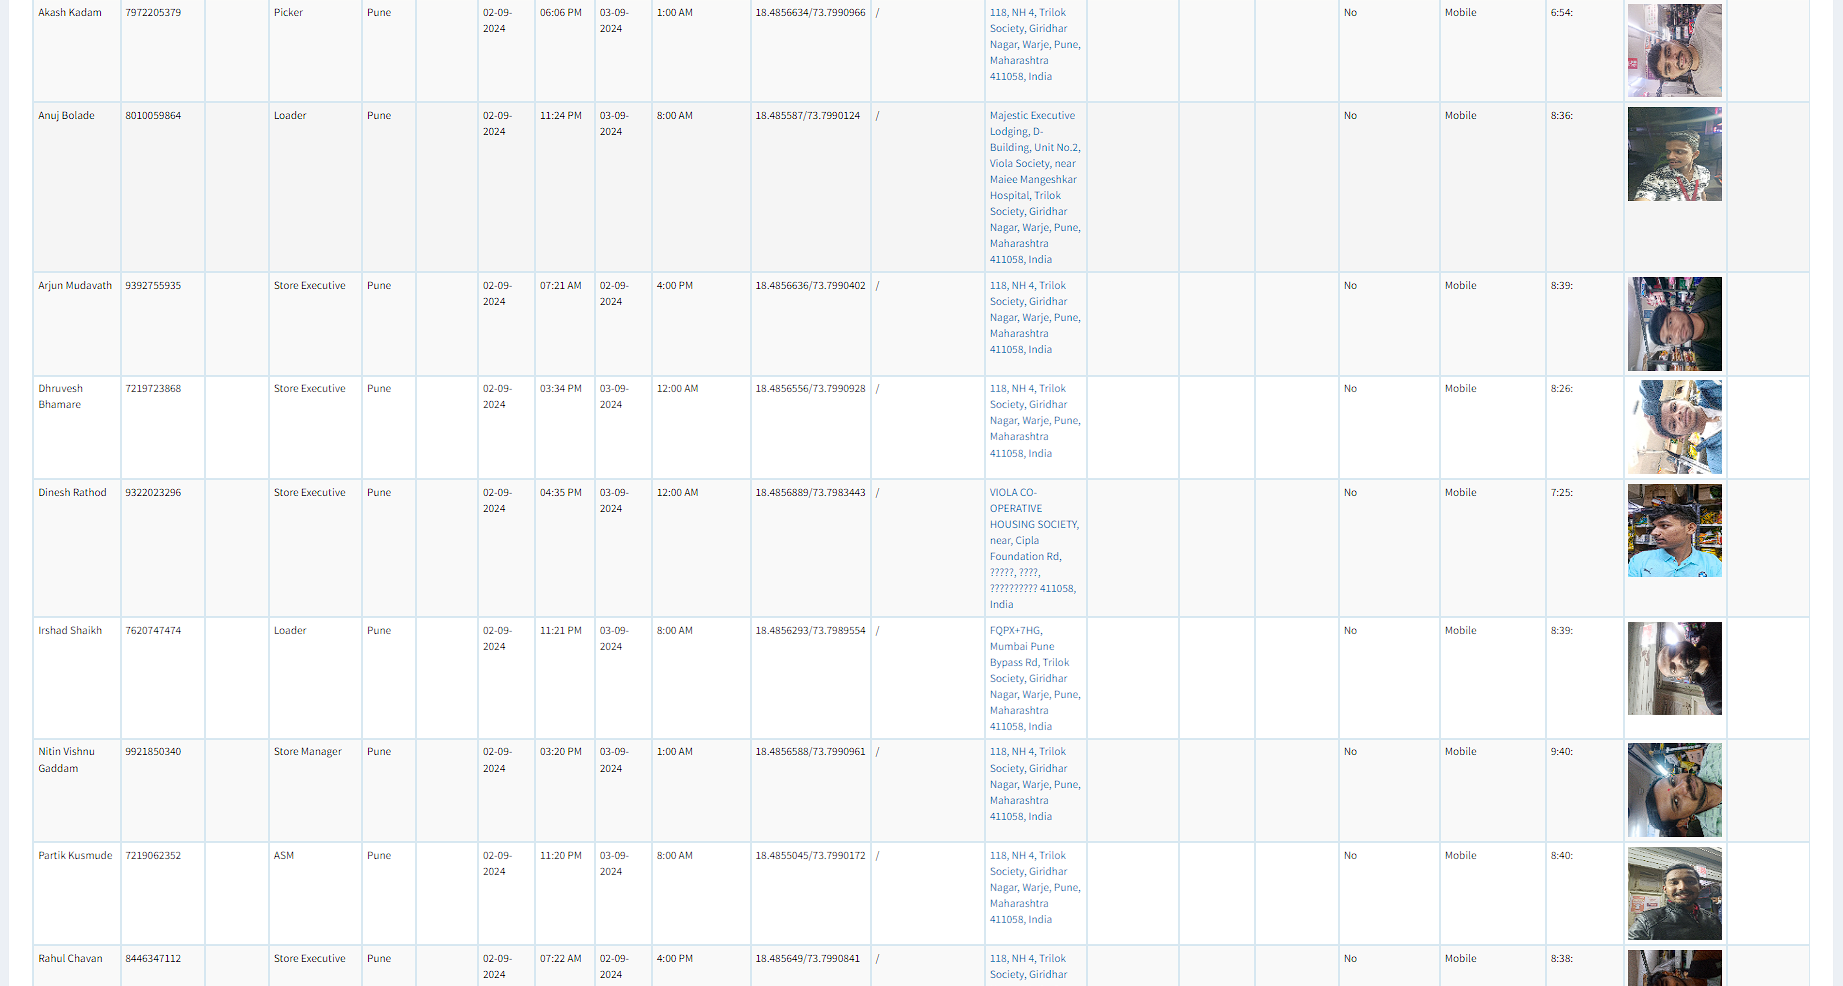 Akash Kadam 7972205379 Picker Pune 02-09- 06:06 PM 03-09- 1:00 AM 18.4856634/73.7990966 / 118, NH 4, Trilok No Mobile 6:54:
2024 2024 Society, Giridhar
Nagar, Warje, Pune,
Maharashtra
411058, India
Anuj Bolade 8010059864 Loader Pune 02-09- 11:24 PM 03-09- 8:00 AM 18.485587/73.7990124 / Majestic Executive No Mobile 8:36:
2024 2024 Lodging, D-
Building, Unit No.2,
Viola Society, near
Maiee Mangeshkar
Hospital, Trilok
Society, Giridhar
Nagar, Warje, Pune,
Maharashtra
411058, India
Arjun Mudavath 9392755935 Store Executive Pune 02-09- 07:21 AM 02-09- 4:00 PM 18.4856636/73.7990402 / 118, NH 4, Trilok No Mobile 8:39:
2024 2024 Society, Giridhar
Nagar, Warje, Pune,
Maharashtra
411058, India
Dhruvesh 7219723868 Store Executive Pune 02-09- 03:34 PM 03-09- 12:00 AM 18.4856556/73.7990928 / 118, NH 4, Trilok No Mobile 8:26:
Bhamare 2024 2024 Society, Giridhar
Nagar, Warje, Pune,
Maharashtra
411058, India
Dinesh Rathod 9322023296 Store Executive Pune 02-09- 04:35 PM 03-09- 12:00 AM 18.4856889/73.7983443 / VIOLA CO- No Mobile 7:25:
2024 2024 OPERATIVE
HOUSING SOCIETY,
near, Cipla
Foundation Rd,
?????, ????,
?????????? 411058,
India
Irshad Shaikh 7620747474 Loader Pune 02-09- 11:21 PM 03-09- 8:00 AM 18.4856293/73.7989554 / FQPX+7HG, No Mobile 8:39:
2024 2024 Mumbai Pune
Bypass Rd, Trilok
Society, Giridhar
Nagar, Warje, Pune,
Maharashtra
411058, India
Nitin Vishnu 9921850340 Store Manager Pune 02-09- 03:20 PM 03-09- 1:00 AM 18.4856588/73.7990961 / 118, NH 4, Trilok No Mobile 9:40:
Gaddam 2024 2024 Society, Giridhar
Nagar, Warje, Pune,
Maharashtra
411058, India
Partik Kusmude 7219062352 ASM Pune 02-09- 11:20 PM 03-09- 8:00 AM 18.4855045/73.7990172 / 118, NH 4, Trilok No Mobile 8:40:
2024 2024 Society, Giridhar
Nagar, Warje, Pune,
Maharashtra
411058, India
Rahul Chavan 8446347112 Store Executive Pune 02-09- 07:22 AM 02-09- 4:00 PM 18.485649/73.7990841 / 118, NH 4, Trilok No Mobile 8:38:
2024 2024 Society, Giridhar